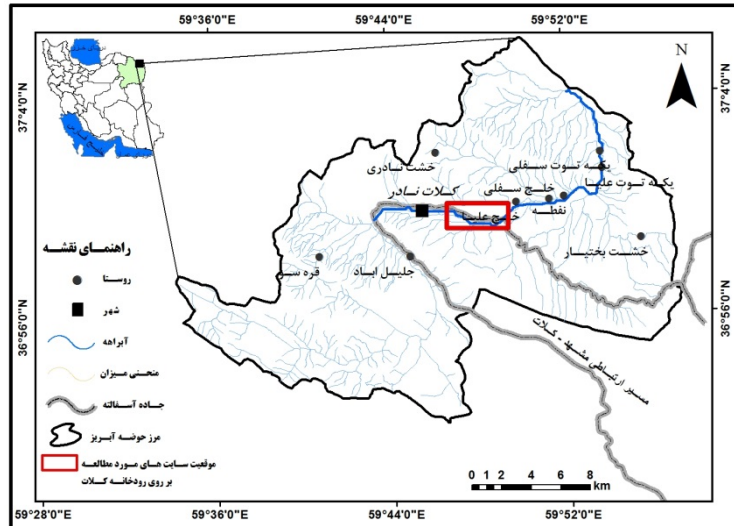 59°36'0"E
59°44'0"E
59°52'0"E
37°4'0"N
37°4'0"N
N
خشت نادری
یکه توت سفلی
یکه توت علیا
کلات نادر
خلج سفلی
نفطه
خلج علیا
خشت بختیار
قره سو
جلیل اباد
مسیر ارتباطی مشهد - کلات
36°56'0"N
36°56'0"N
راهنمای نقشه
روستا
شهر
آبراهه
منحنی میزان
جاده آسفالته
مرز حوضه آبریز
موقعیت سایت های مورد مطالعه
بر روی رودخانه کلات
0 1 2 4 6 8
km
59°28'0"E
59°36'0"E
59°44'0"E
59°52'0"E